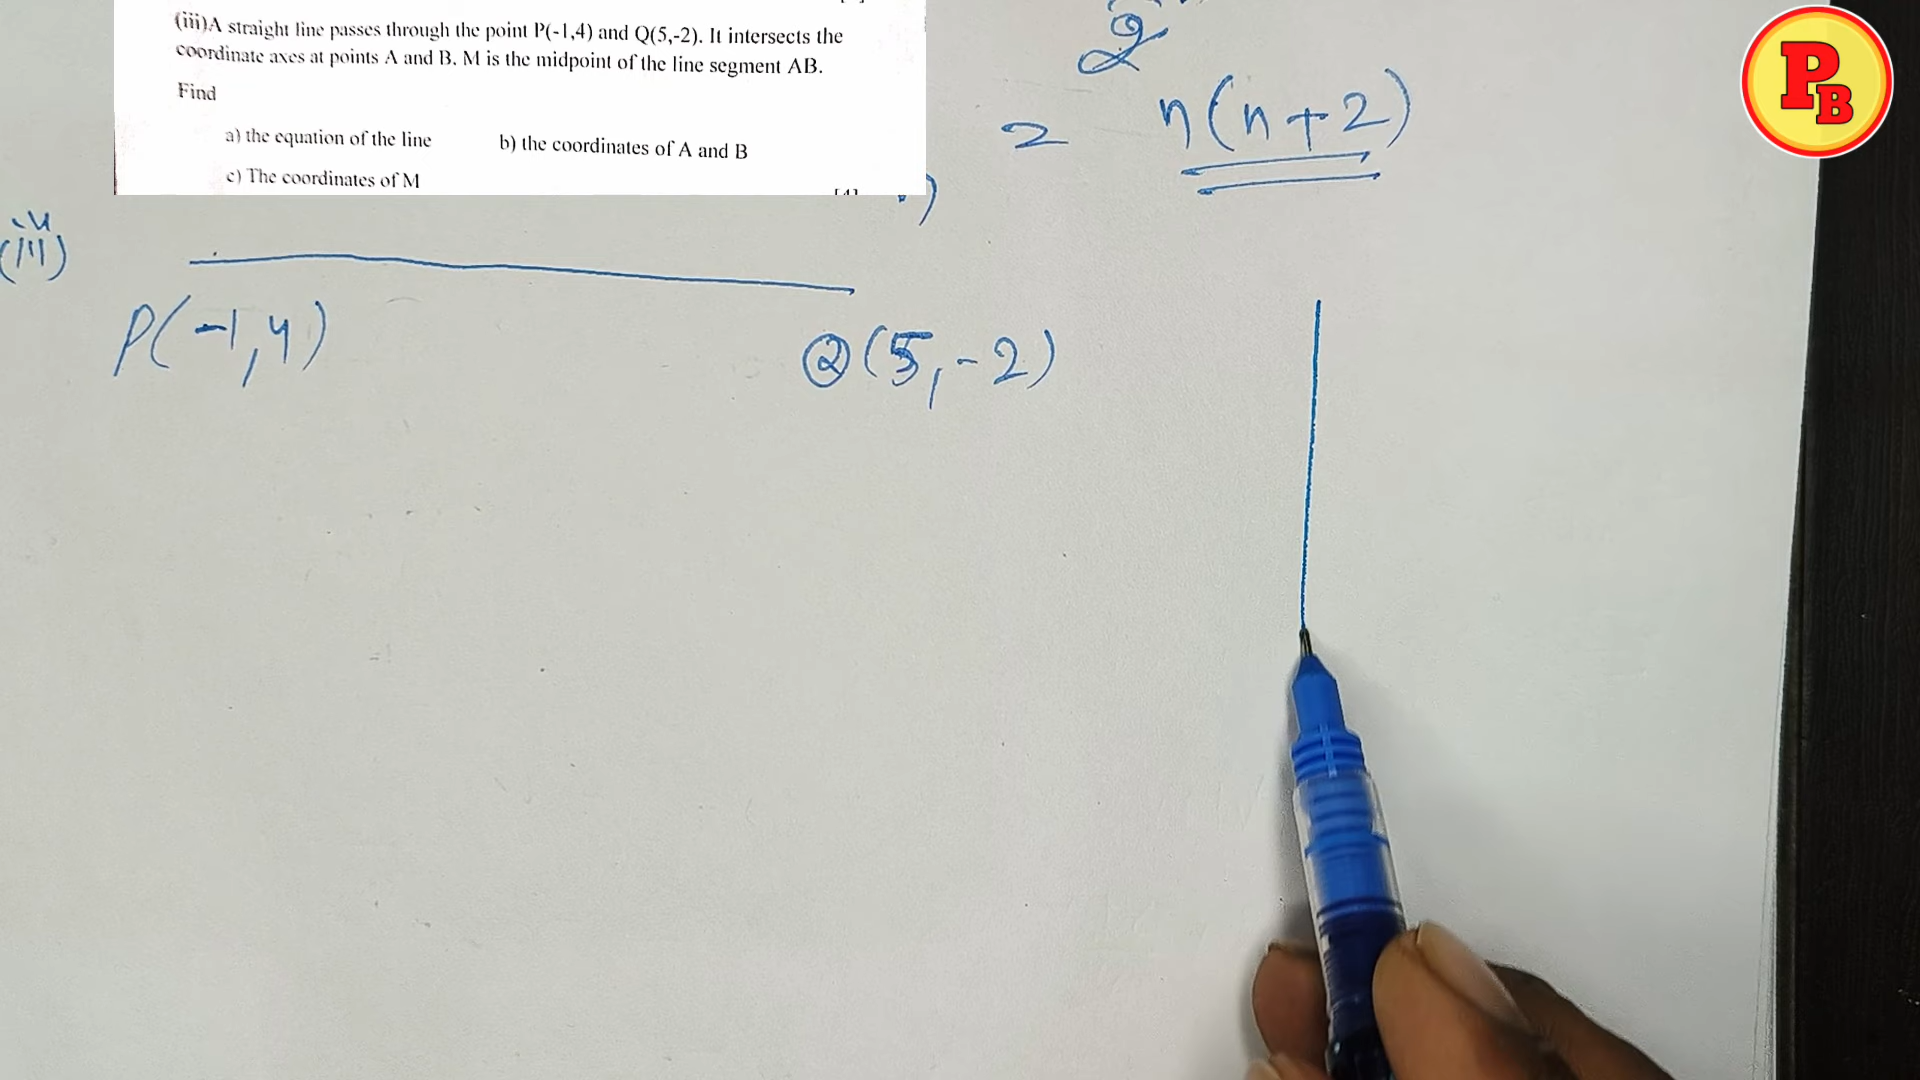 (iii)A straight line passes through the point P(-1,4) and Q(5,-2). It intersects the
coordinate axes at points A and B. M is the midpoint of the line segment AB.
Find
a) the equation of the line b) the coordinates of A and B
c) The coordinates of M
2
= n(n+2)
(iii)
P(-1,4)
Q(5,-2)
PB